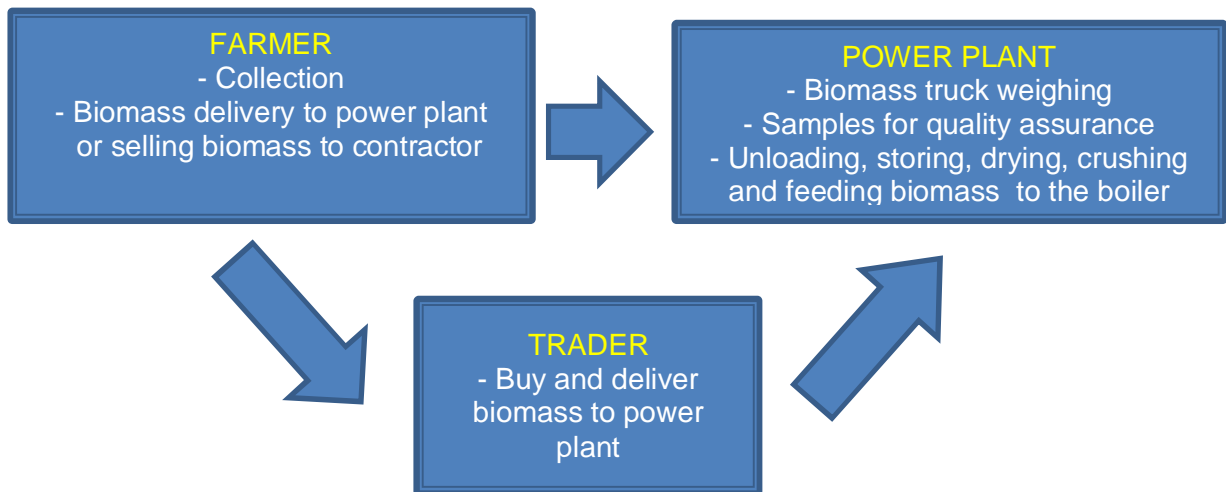 FARMER
- Collection
- Biomass delivery to power plant
or selling biomass to contractor
POWER PLANT
- Biomass truck weighing
- Samples for quality assurance
- Unloading, storing, drying, crushing
and feeding biomass to the boiler
TRADER
- Buy and deliver
biomass to power
plant